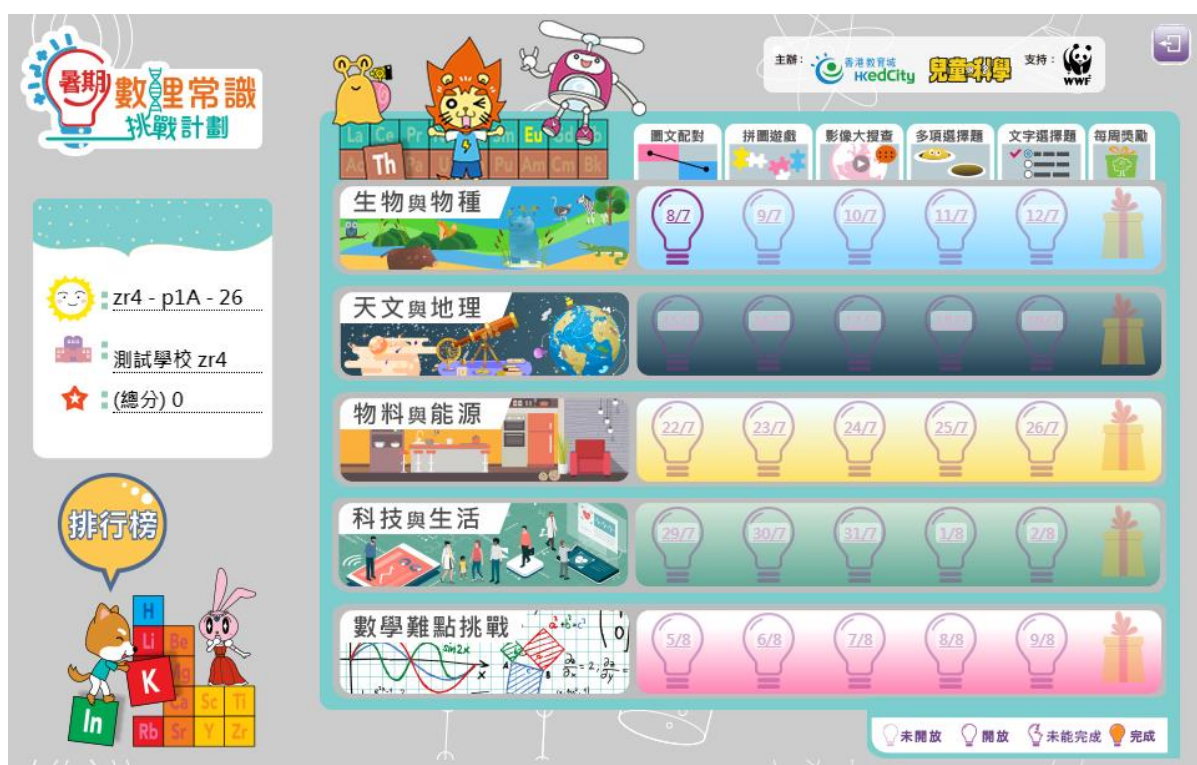 暑期
數理常識
挑戰計劃
主辦:
香港教育城
HKedCity
兒童的科學
支持:
WWF
La Ce Pr Eu
Th Pa U Pu Am Cm Bk
圖文配對
拼圖遊戲
影像大搜查
多項選擇題
文字選擇題
每周獎勵
生物與物種
8/7
9/7
10/7
11/7
12/7
zr4 - p1A - 26
測試學校 zr4
(總分) 0
天文與地理
物料與能源
22/7
23/7
24/7
25/7
26/7
科技與生活
29/7
30/7
31/7
1/8
2/8
數學難點挑戰
sin2x
x
5/8
6/8
7/8
8/8
9/8
排行榜
H
Li Be
K Mg
Ca Sc Ti
In
Rb Sr Y Zr
未開放
開放
未能完成
完成